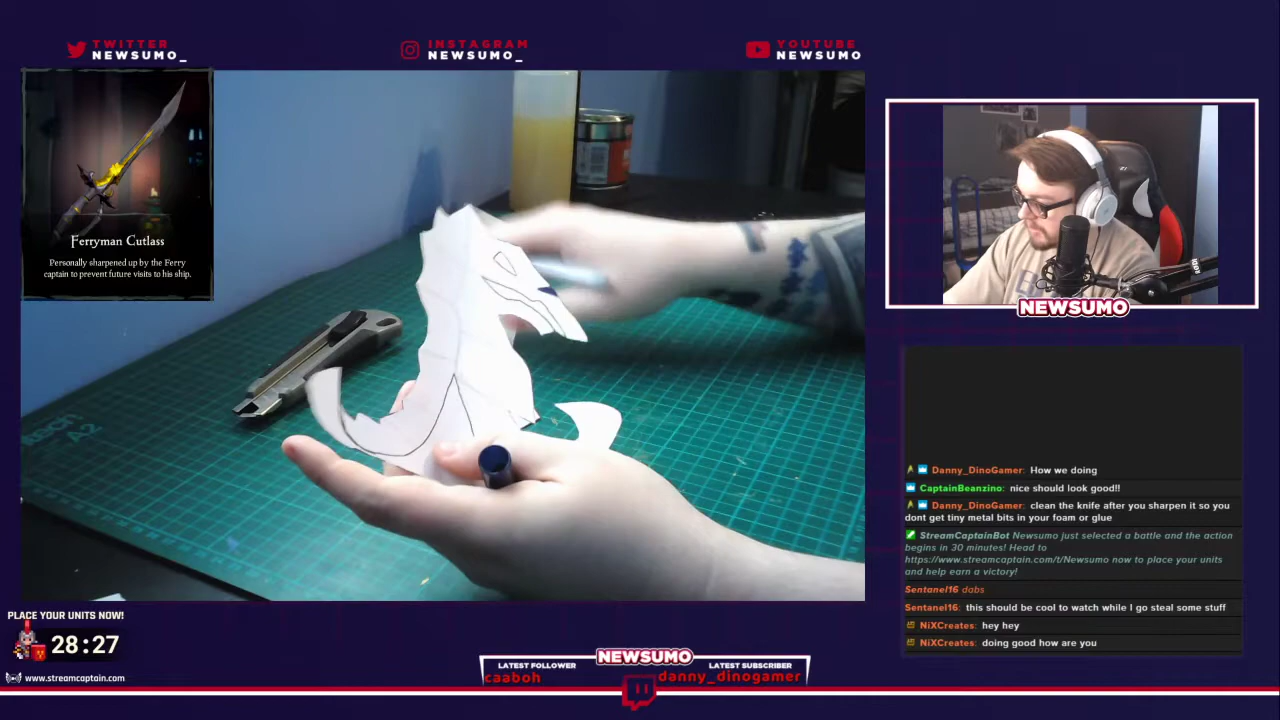 TWITTER
NEWSUMO_
INSTAGRAM
NEWSUMO_
YOUTUBE
NEWSUMO
Ferryman Cutlass
Personally sharpened up by the Ferry
captain to prevent future visits to his ship.
A2
NEWSUMO
Danny_DinoGamer: How we doing
CaptainBeanzino: nice should look good!!
Danny_DinoGamer: clean the knife after you sharpen it so you
dont get tiny metal bits in your foam or glue
StreamCaptainBot Newsumo just selected a battle and the action
begins in 30 minutes! Head to
https://www.streamcaptain.com/t/Newsumo now to place your units
and help earn a victory!
Sentanel16 dabs
Sentanel16: this should be cool to watch while I go steal some stuff
NiXCreates: hey hey
NiXCreates: doing good how are you
PLACE YOUR UNITS NOW!
28:27
www.streamcaptain.com
NEWSUMO
LATEST FOLLOWER
caaboh
LATEST SUBSCRIBER
danny_dinogamer